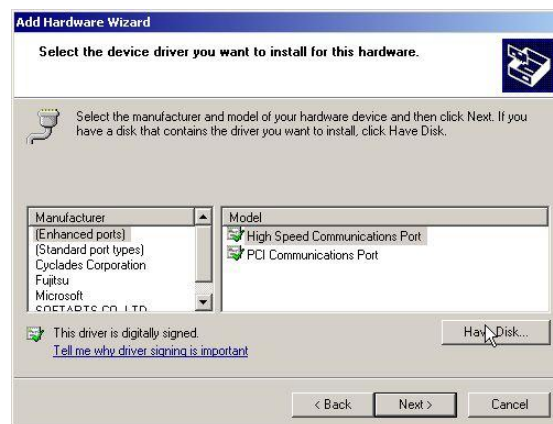 Add Hardware Wizard
Select the device driver you want to install for this hardware.
Select the manufacturer and model of your hardware device and then click Next. If you
have a disk that contains the driver you want to install, click Have Disk.
Manufacturer
(Enhanced ports)
(Standard port types)
Cyclades Corporation
Fujitsu
Microsoft
SOFTARTS CO., LTD
Model
High Speed Communications Port
PCI Communications Port
This driver is digitally signed.
Tell me why driver signing is important
Have Disk...
< Back
Next >
Cancel